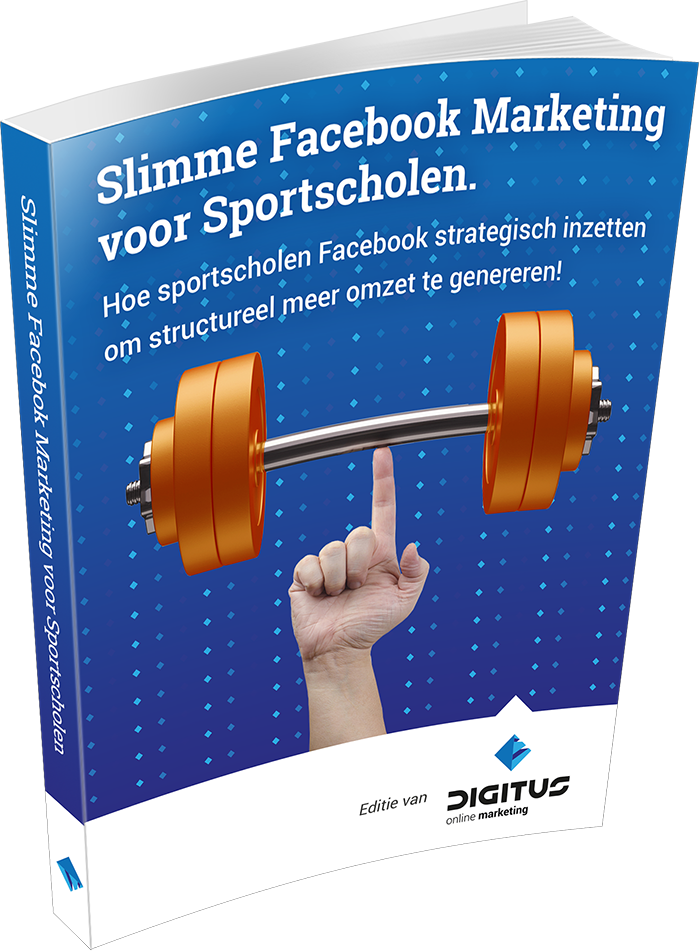 Slimme Facebook Marketing
voor Sportscholen.
Hoe sportscholen Facebook strategisch inzetten
om structureel meer omzet te genereren!
Editie van
DIGITUS
online marketing
Slimme Facebok Marketing voor Sportscholen